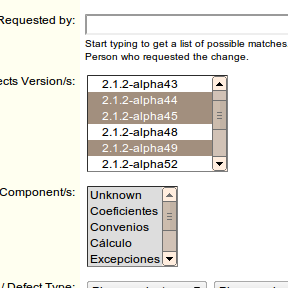 Requested by:
Start typing to get a list of possible matches.
Person who requested the change.
ects Version/s:
2.1.2-alpha43
2.1.2-alpha44
2.1.2-alpha45
2.1.2-alpha48
2.1.2-alpha49
2.1.2-alpha52
Component/s:
Unknown
Coeficientes
Convenios
Cálculo
Excepciones
/ Defect Type: